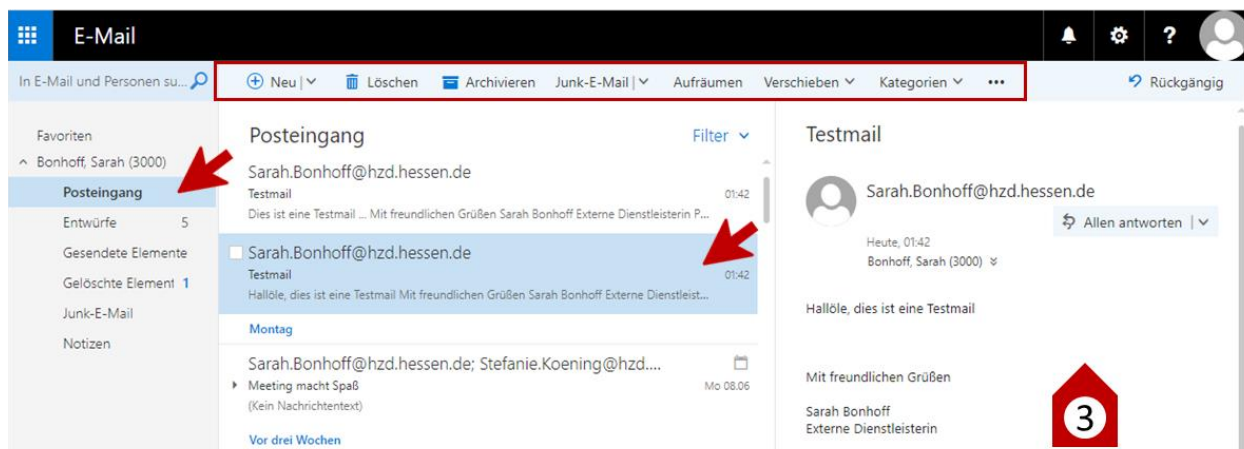 E-Mail
?
In E-Mail und Personen su...
Neu
Löschen
Archivieren
Junk-E-Mail
Aufräumen
Verschieben
Kategorien
...
Rückgängig
Favoriten
Bonhoff, Sarah (3000)
Posteingang
Entwürfe 5
Gesendete Elemente
Gelöschte Element 1
Junk-E-Mail
Notizen
Posteingang
Filter
Sarah.Bonhoff@hzd.hessen.de
Testmail 01:42
Dies ist eine Testmail ... Mit freundlichen Grüßen Sarah Bonhoff Externe Dienstleisterin P...
Sarah.Bonhoff@hzd.hessen.de
Testmail 01:42
Hallöle, dies ist eine Testmail Mit freundlichen Grüßen Sarah Bonhoff Externe Dienstleist...
Montag
Sarah.Bonhoff@hzd.hessen.de; Stefanie.Koening@hzd....
Meeting macht Spaß Mo 08.06
(Kein Nachrichtentext)
Vor drei Wochen
Testmail
Sarah.Bonhoff@hzd.hessen.de
Allen antworten
Heute, 01:42
Bonhoff, Sarah (3000)
Hallöle, dies ist eine Testmail
Mit freundlichen Grüßen
Sarah Bonhoff
Externe Dienstleisterin
3